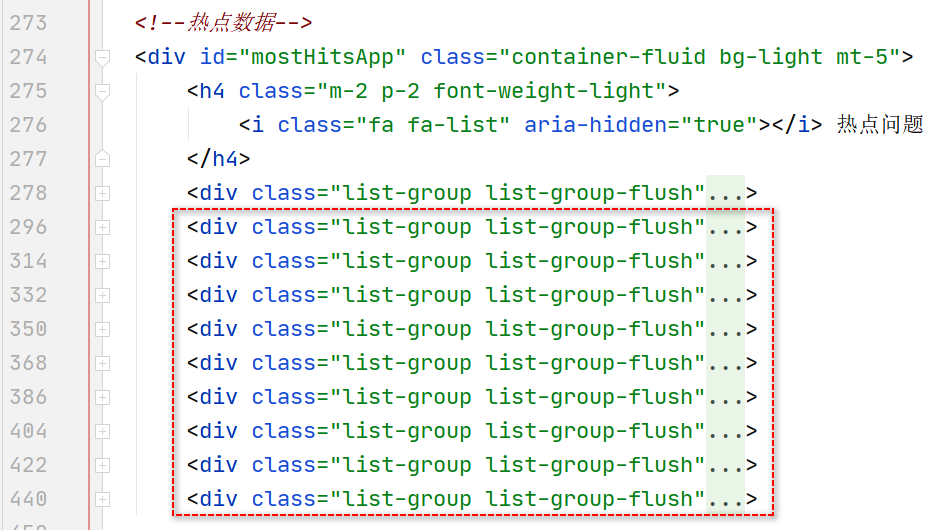 273 <!--热点数据-->
274 <div id="mostHitsApp" class="container-fluid bg-light mt-5">
275 <h4 class="m-2 p-2 font-weight-light">
276 <i class="fa fa-list" aria-hidden="true"></i> 热点问题
277 </h4>
278 <div class="list-group list-group-flush"...>
296 <div class="list-group list-group-flush"...>
314 <div class="list-group list-group-flush"...>
332 <div class="list-group list-group-flush"...>
350 <div class="list-group list-group-flush"...>
368 <div class="list-group list-group-flush"...>
386 <div class="list-group list-group-flush"...>
404 <div class="list-group list-group-flush"...>
422 <div class="list-group list-group-flush"...>
440 <div class="list-group list-group-flush"...>